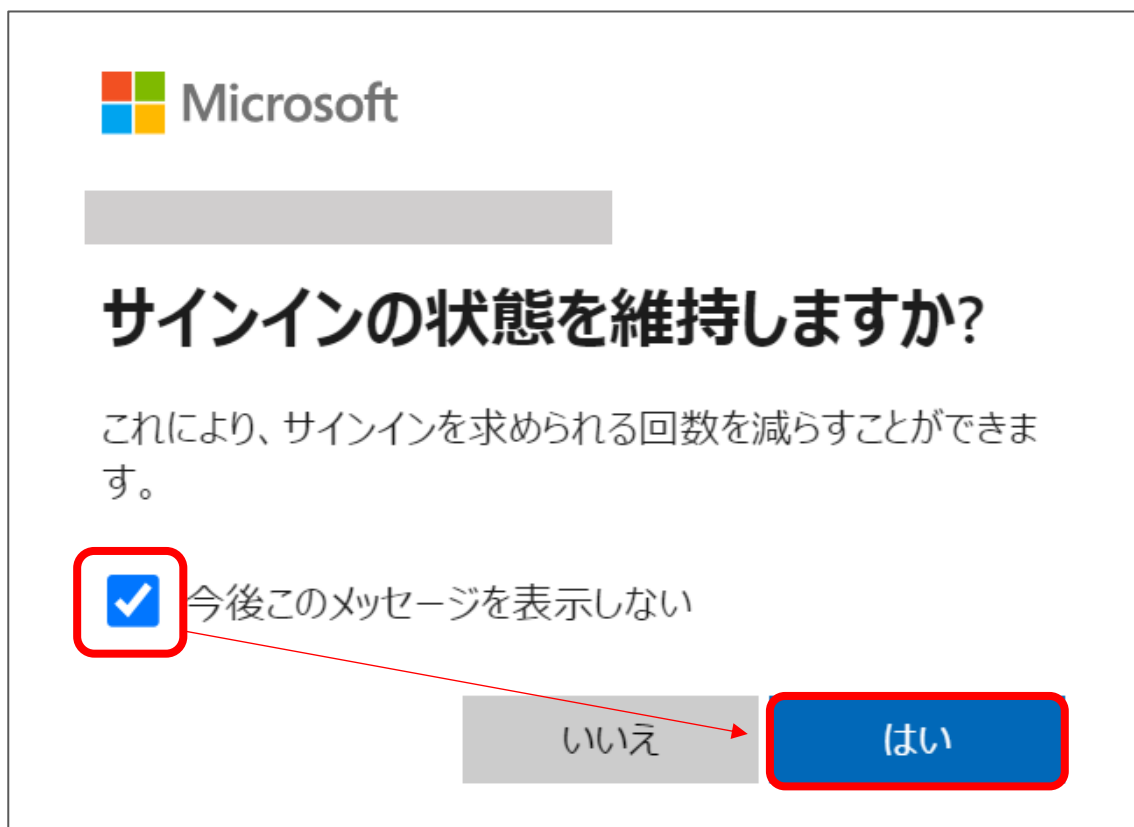 Microsoft
サインインの状態を維持しますか?
これにより、サインインを求められる回数を減らすことができま
す。
今後このメッセージを表示しない
いいえ
はい